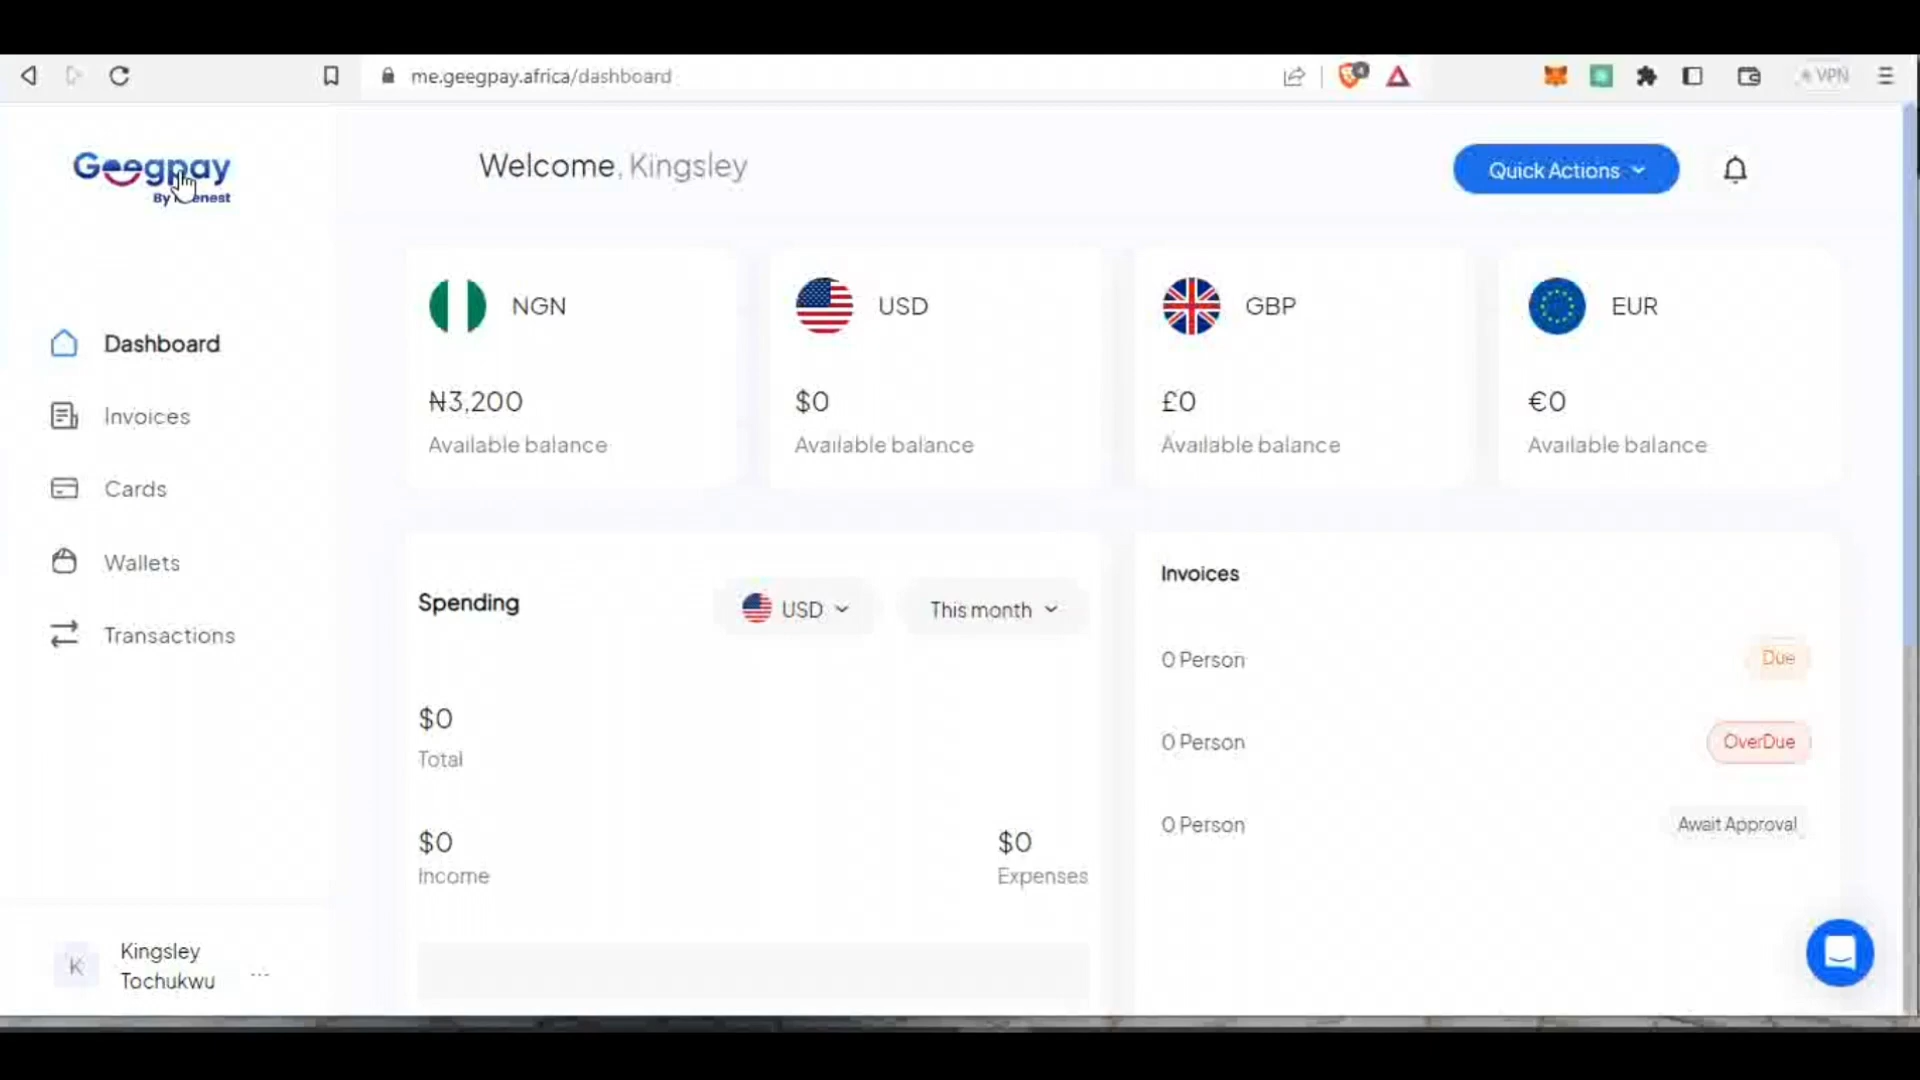 me.geegpay.africa/dashboard
VPN
Geegpay
By
Welcome, Kingsley
Quick Actions
NGN
USD
GBP
EUR
₦3,200
$0
£0
€0
Available balance
Available balance
Available balance
Available balance
Dashboard
Invoices
Cards
Wallets
Transactions
Spending
USD
This month
$0
Total
$0
Income
$0
Expenses
Invoices
0 Person
Due
0 Person
OverDue
0 Person
Await Approval
K
Kingsley
Tochukwu
...